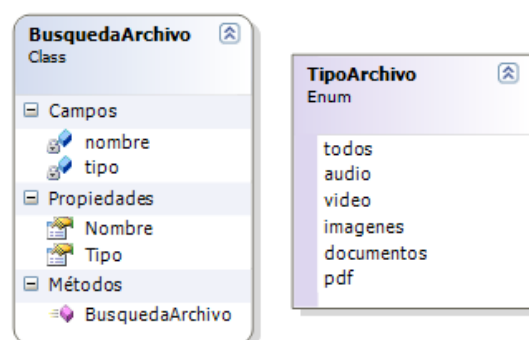 BusquedaArchivo
Class
Campos
nombre
tipo
Propiedades
Nombre
Tipo
Métodos
BusquedaArchivo
TipoArchivo
Enum
todos
audio
video
imagenes
documentos
pdf